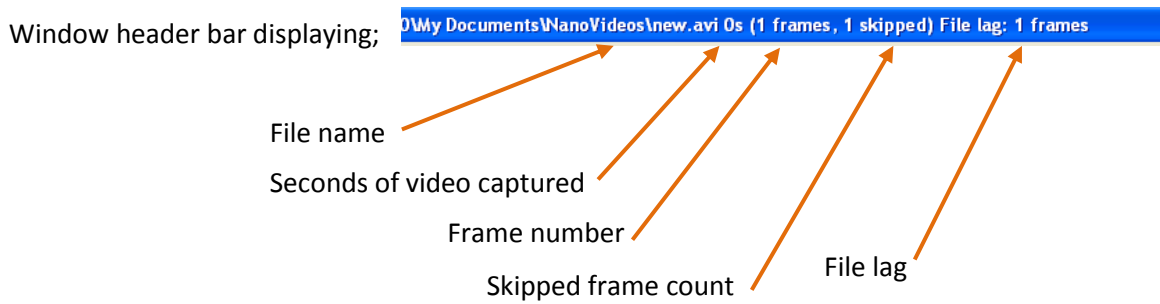 Window header bar displaying;
0\My Documents\NanoVideos\new.avi 0s (1 frames, 1 skipped) File lag: 1 frames
File name
Seconds of video captured
Frame number
Skipped frame count
File lag